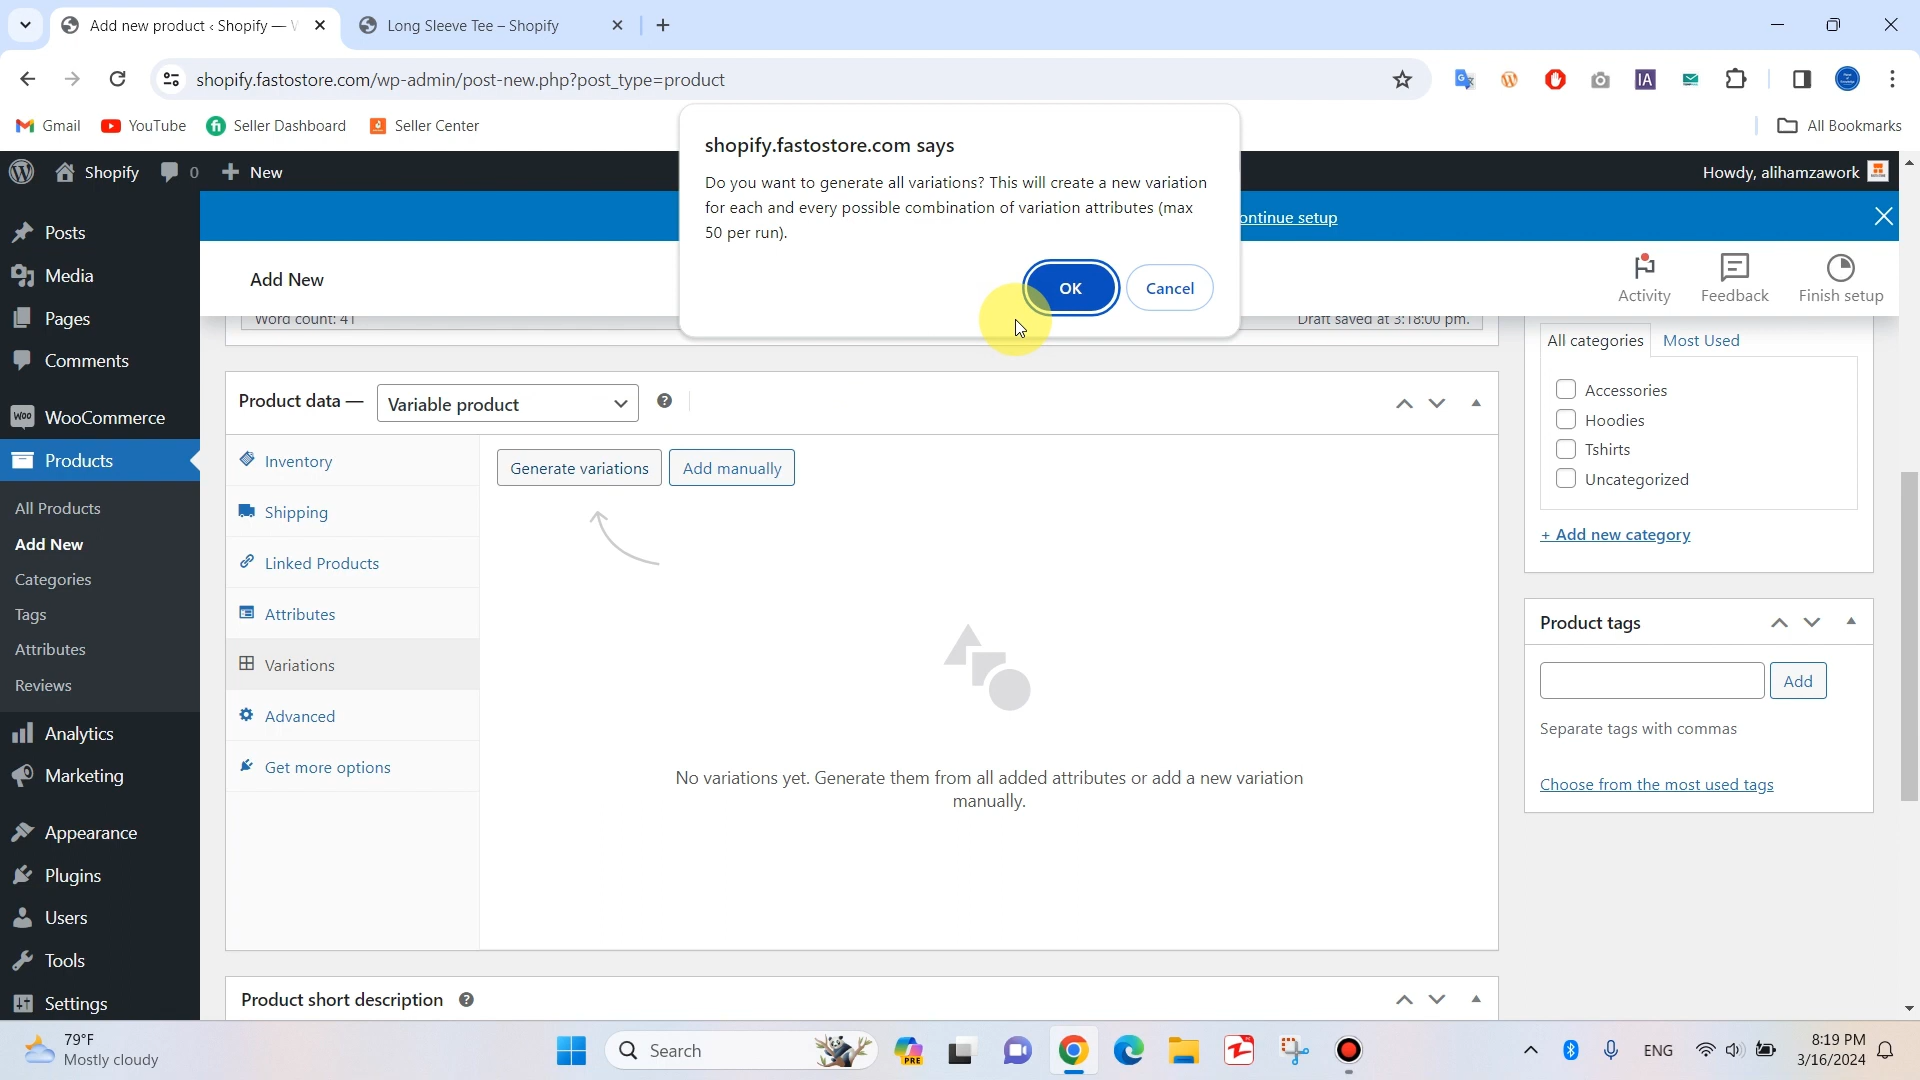 Add new product ‹ Shopify —
Long Sleeve Tee – Shopify
shopify.fastostore.com/wp-admin/post-new.php?post_type=product
IA
Gmail
YouTube
Seller Dashboard
Seller Center
All Bookmarks
shopify.fastostore.com says
Do you want to generate all variations? This will create a new variation
for each and every possible combination of variation attributes (max
50 per run).
OK
Cancel
Shopify
0
New
Howdy, alihamzawork
ontinue setup
Add New
Activity
Feedback
Finish setup
Posts
Media
Pages
Comments
Woo
WooCommerce
Products
All Products
Add New
Categories
Tags
Attributes
Reviews
Analytics
Marketing
Appearance
Plugins
Users
Tools
Settings
Word count: 41
Draft saved at 3:18:00 pm.
Product data —
Variable product
Inventory
Shipping
Linked Products
Attributes
Variations
Advanced
Get more options
Generate variations
Add manually
No variations yet. Generate them from all added attributes or add a new variation
manually.
Product short description
All categories
Most Used
Accessories
Hoodies
Tshirts
Uncategorized
+ Add new category
Product tags
Add
Separate tags with commas
Choose from the most used tags
79°F
Mostly cloudy
Search
PRE
ENG
8:19 PM
3/16/2024